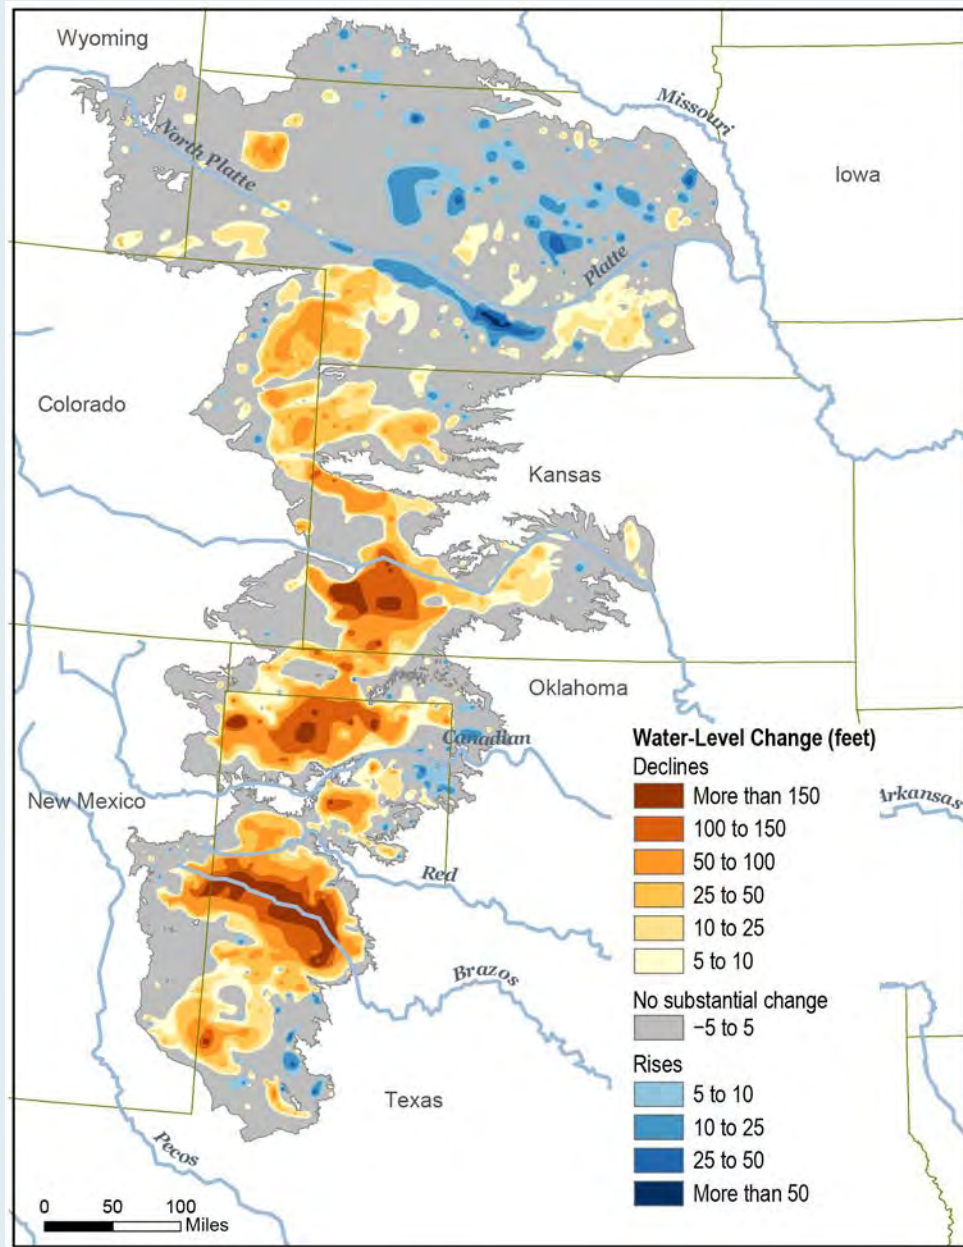 Wyoming
Missouri
North Platte
Iowa
Platte
Colorado
Kansas
Oklahoma
Canadian
New Mexico
Arkansas
Red
Brazos
Texas
Pecos
Water-Level Change (feet)
Declines
More than 150
100 to 150
50 to 100
25 to 50
10 to 25
5 to 10
No substantial change
−5 to 5
Rises
5 to 10
10 to 25
25 to 50
More than 50
0 50 100
Miles